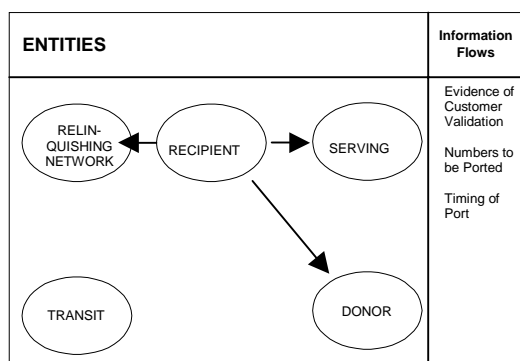 ENTITIES
Information
Flows
RELIN-
QUISHING
NETWORK
RECIPIENT
SERVING
TRANSIT
DONOR
Evidence of
Customer
Validation
Numbers to
be Ported
Timing of
Port